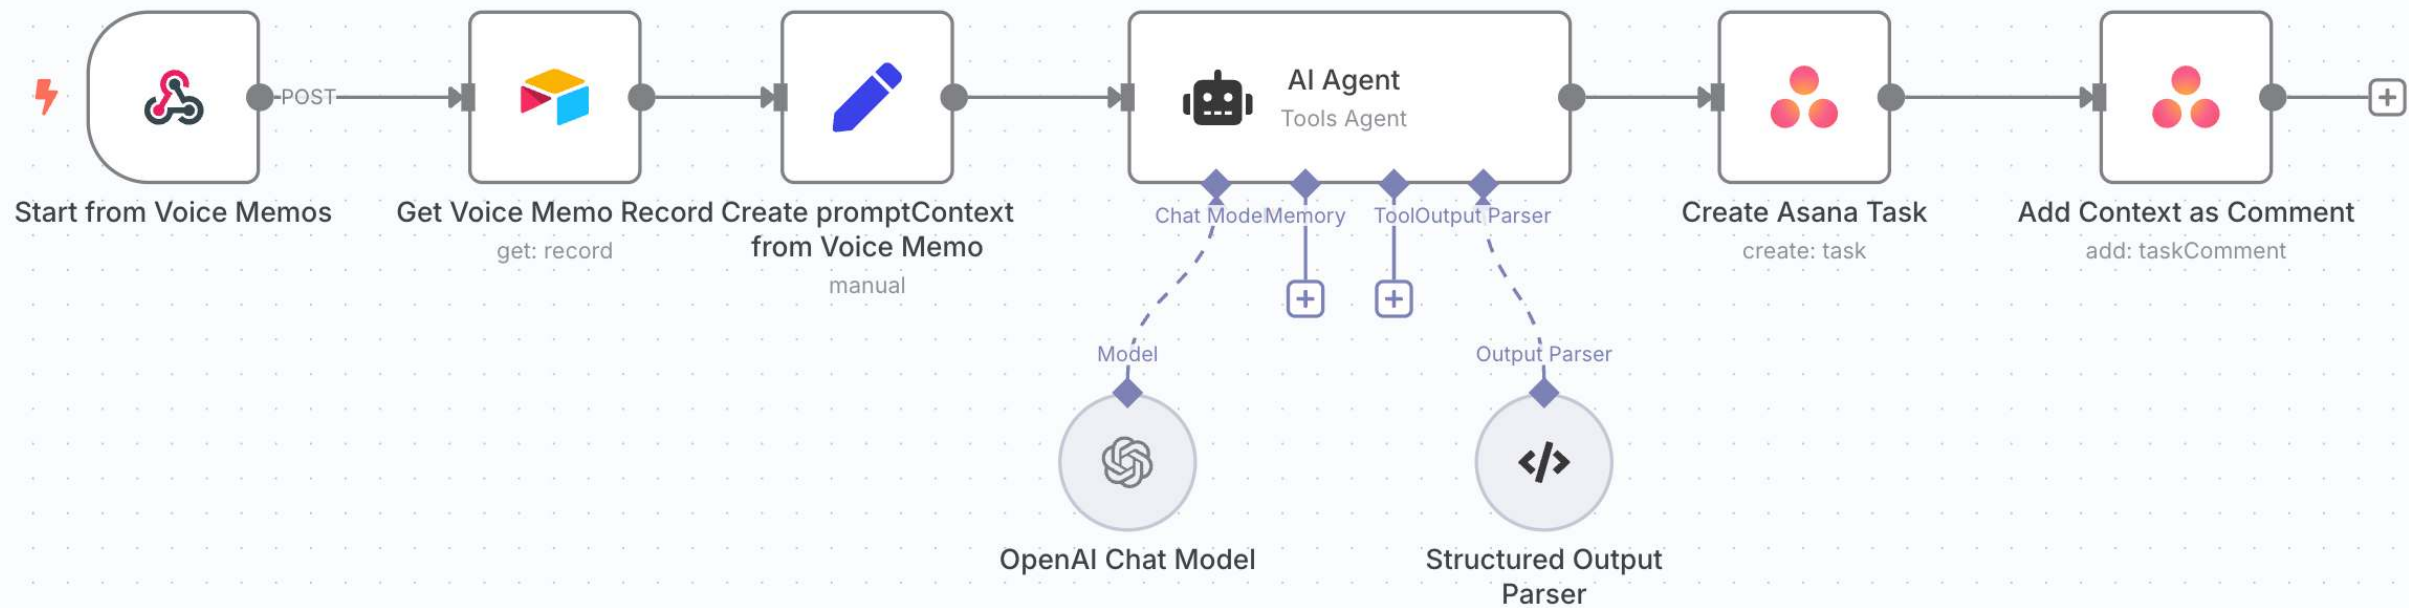 POST
AI Agent
Tools Agent
Start from Voice Memos
Get Voice Memo Record
get: record
Create promptContext
from Voice Memo
manual
Chat Model
Memory
Tool
Output Parser
Create Asana Task
create: task
Add Context as Comment
add: taskComment
Model
Output Parser
OpenAI Chat Model
Structured Output
Parser